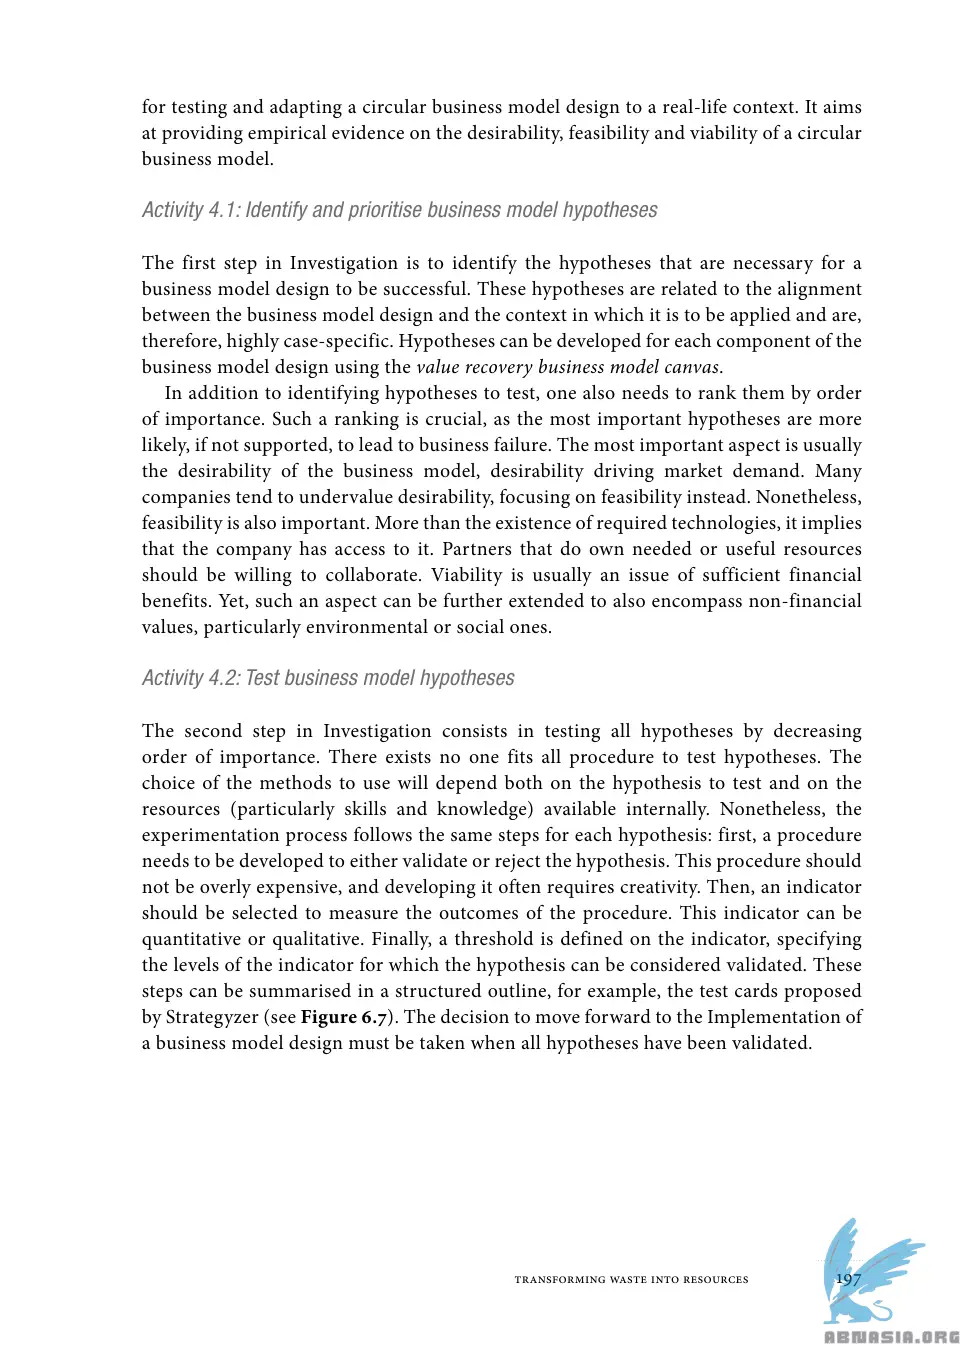 for testing and adapting a circular business model design to a real-life context. It aims
at providing empirical evidence on the desirability, feasibility and viability of a circular
business model.
Activity 4.1: Identify and prioritise business model hypotheses
The first step in Investigation is to identify the hypotheses that are necessary for a
business model design to be successful. These hypotheses are related to the alignment
between the business model design and the context in which it is to be applied and are,
therefore, highly case-specific. Hypotheses can be developed for each component of the
business model design using the value recovery business model canvas.
In addition to identifying hypotheses to test, one also needs to rank them by order
of importance. Such a ranking is crucial, as the most important hypotheses are more
likely, if not supported, to lead to business failure. The most important aspect is usually
the desirability of the business model, desirability driving market demand. Many
companies tend to undervalue desirability, focusing on feasibility instead. Nonetheless,
feasibility is also important. More than the existence of required technologies, it implies
that the company has access to it. Partners that do own needed or useful resources
should be willing to collaborate. Viability is usually an issue of sufficient financial
benefits. Yet, such an aspect can be further extended to also encompass non-financial
values, particularly environmental or social ones.
Activity 4.2: Test business model hypotheses
The second step in Investigation consists in testing all hypotheses by decreasing
order of importance. There exists no one fits all procedure to test hypotheses. The
choice of the methods to use will depend both on the hypothesis to test and on the
resources (particularly skills and knowledge) available internally. Nonetheless, the
experimentation process follows the same steps for each hypothesis: first, a procedure
needs to be developed to either validate or reject the hypothesis. This procedure should
not be overly expensive, and developing it often requires creativity. Then, an indicator
should be selected to measure the outcomes of the procedure. This indicator can be
quantitative or qualitative. Finally, a threshold is defined on the indicator, specifying
the levels of the indicator for which the hypothesis can be considered validated. These
steps can be summarised in a structured outline, for example, the test cards proposed
by Strategyzer (see Figure 6.7). The decision to move forward to the Implementation of
a business model design must be taken when all hypotheses have been validated.
TRANSFORMING WASTE INTO RESOURCES 197
ABNASIA.ORG